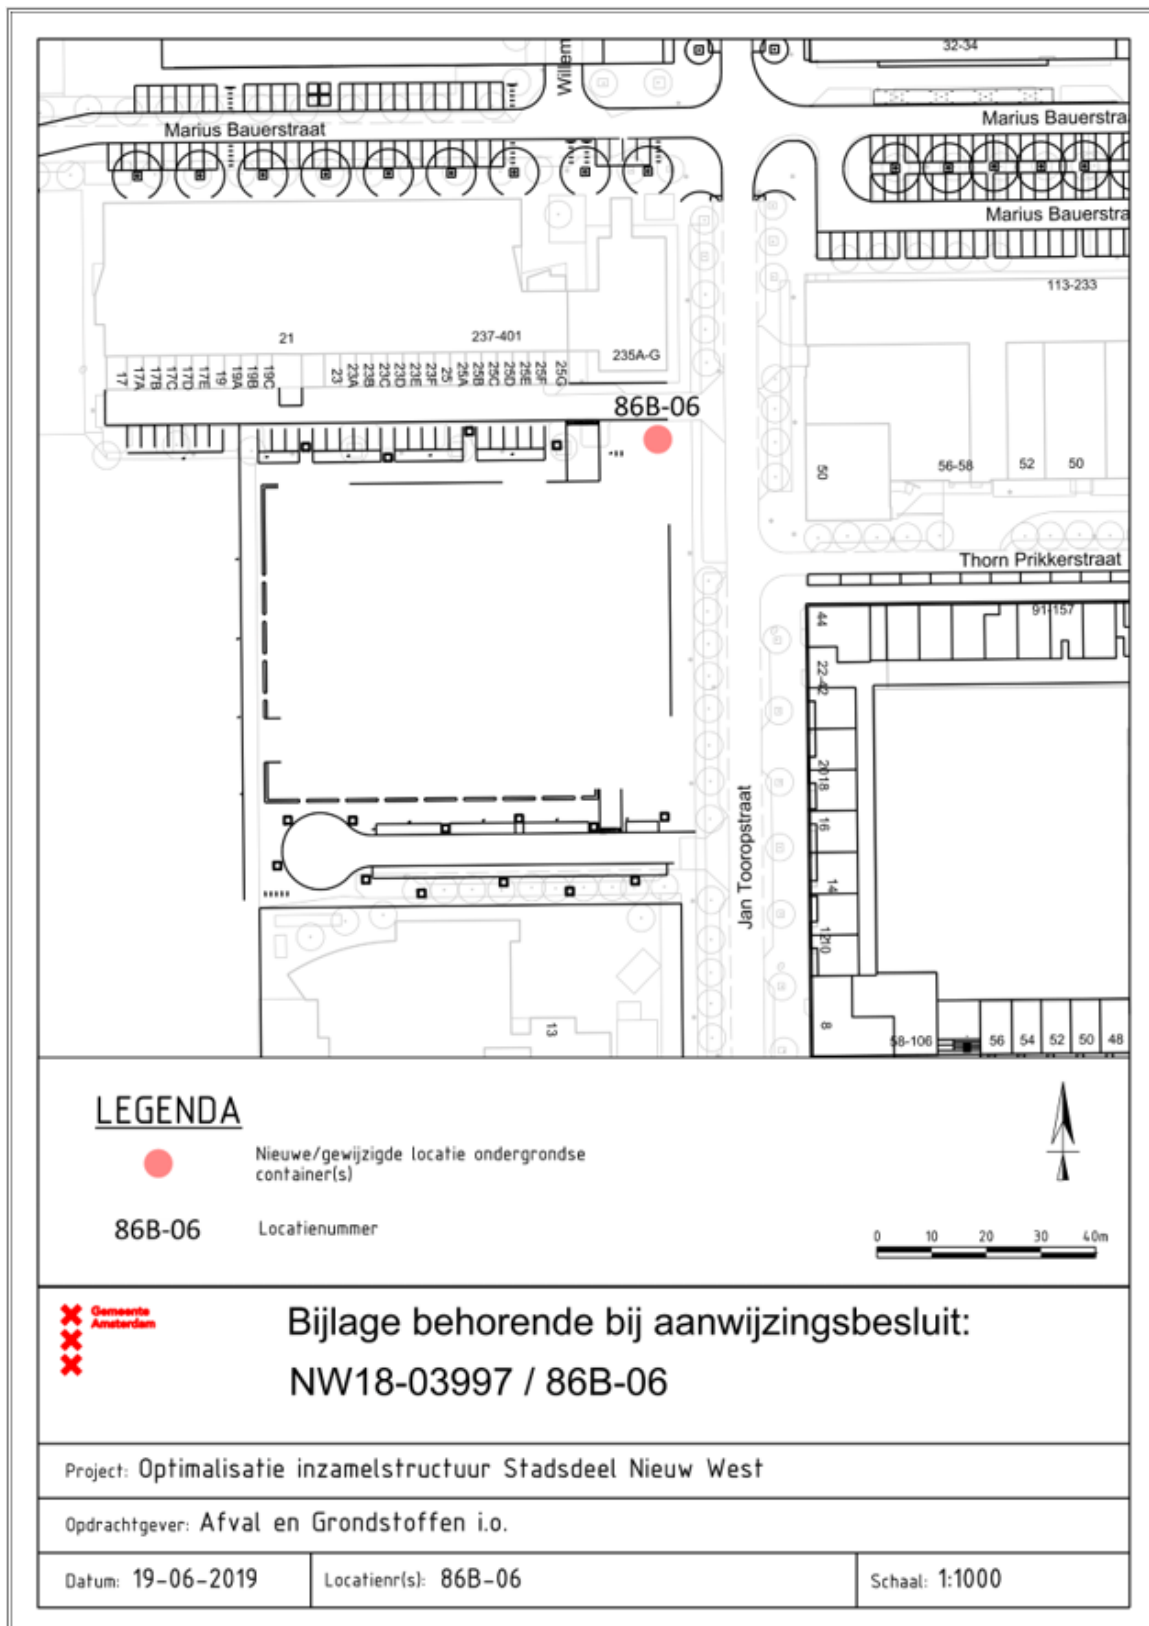 32-34
Willem
Marius Bauerstraat
Marius Bauerstra
Marius Bauerstra
113-233
21
237-401
235A-G
17
17A
17B
17C
17D
17E
19
19A
19B
19C
23
23A
23B
23C
23D
23E
23F
25
25A
25B
25C
25D
25E
25F
25G
86B-06
50
56-58
52
50
Thorn Prikkerstraat
91-157
44
22-42
2018
16
14
1210
8
Jan Tooropstraat
13
58-106
56
54
52
50
48
LEGENDA
Nieuwe/gewijzigde locatie ondergrondse
container(s)
86B-06
Locatienummer
0 10 20 30 40m
Gemeente
Amsterdam
Bijlage behorende bij aanwijzingsbesluit:
NW18-03997 / 86B-06
Project: Optimalisatie inzamelstructuur Stadsdeel Nieuw West
Opdrachtgever: Afval en Grondstoffen i.o.
Datum: 19-06-2019 Locatienr(s): 86B-06 Schaal: 1:1000